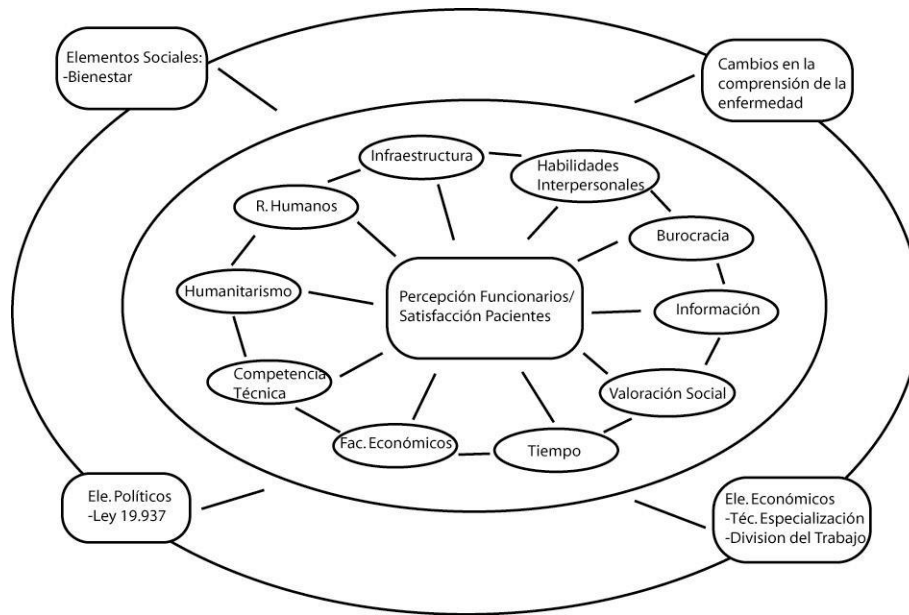 Elementos Sociales:
-Bienestar
Cambios en la
comprensión de la
enfermedad
Infraestructura
Habilidades
Interpersonales
R. Humanos
Burocracia
Humanitarismo
Percepción Funcionarios/
Satisfacción Pacientes
Información
Competencia
Técnica
Valoración Social
Fac. Económicos
Tiempo
Ele. Políticos
-Ley 19.937
Ele. Económicos
-Téc. Especialización
-Division del Trabajo